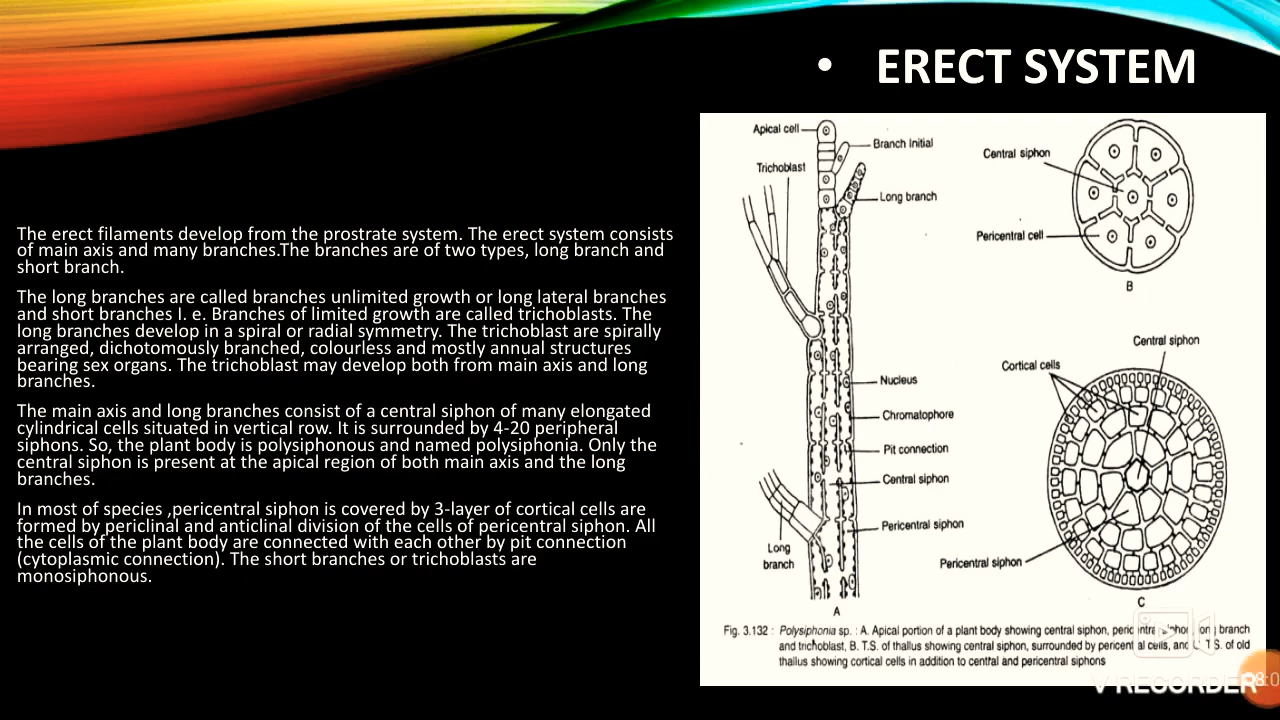 • ERECT SYSTEM
The erect filaments develop from the prostrate system. The erect system consists
of main axis and many branches.The branches are of two types, long branch and
short branch.
The long branches are called branches unlimited growth or long lateral branches
and short branches I. e. Branches of limited growth are called trichoblasts. The
long branches develop in a spiral or radial symmetry. The trichoblast are spirally
arranged, dichotomously branched, colourless and mostly annual structures
bearing sex organs. The trichoblast may develop both from main axis and long
branches.
The main axis and long branches consist of a central siphon of many elongated
cylindrical cells situated in vertical row. It is surrounded by 4-20 peripheral
siphons. So, the plant body is polysiphonous and named polysiphonia. Only the
central siphon is present at the apical region of both main axis and the long
branches.
In most of species ,pericentral siphon is covered by 3-layer of cortical cells are
formed by periclinal and anticlinal division of the cells of pericentral siphon. All
the cells of the plant body are connected with each other by pit connection
(cytoplasmic connection). The short branches or trichoblasts are
monosiphonous.
Apical cell
Branch Initial
Trichoblast
Long branch
Nucleus
Chromatophore
Pit connection
Central siphon
Pericentral siphon
Long
branch
A
Central siphon
Pericentral cell
B
Central siphon
Cortical cells
Pericentral siphon
C
Fig. 3.132 : Polysiphonia sp. : A. Apical portion of a plant body showing central siphon, pericentral siphon, long branch
and trichoblast, B. T.S. of thallus showing central siphon, surrounded by pericentral cells, and C. T.S. of old
thallus showing cortical cells in addition to central and pericentral siphons
V RECORDER